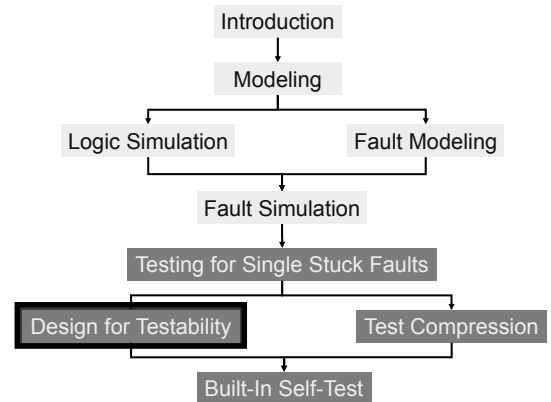 Introduction
Modeling
Logic Simulation
Fault Modeling
Fault Simulation
Testing for Single Stuck Faults
Design for Testability
Test Compression
Built-In Self-Test